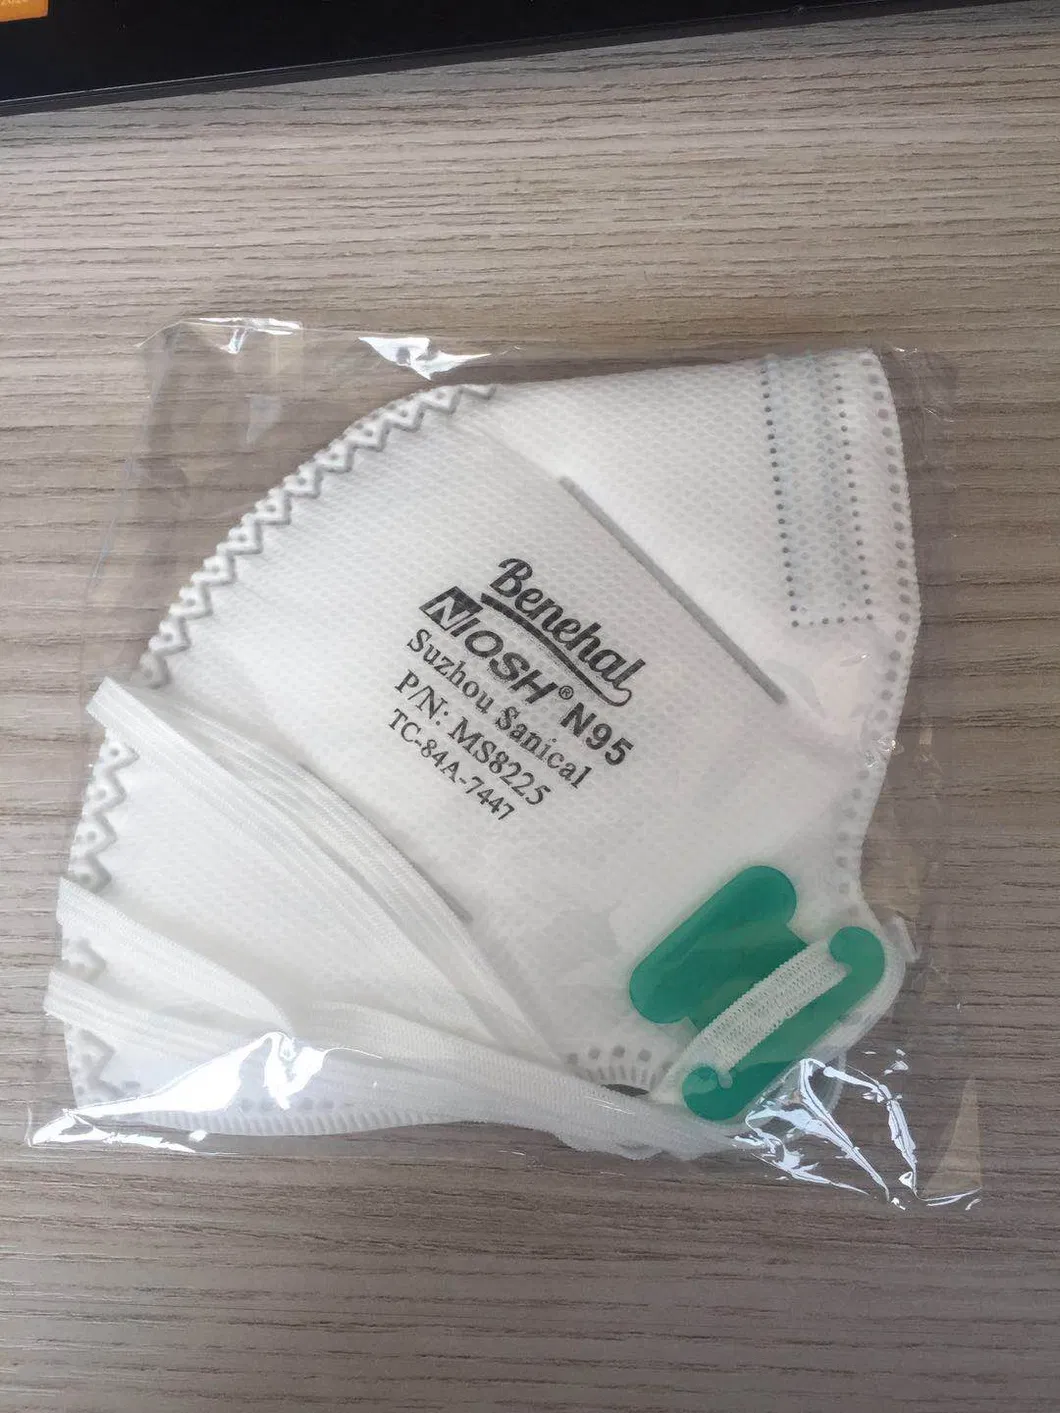 Benehal
NIOSH® N95
Suzhou Sanical
P/N: MS8225
TC-84A-7447